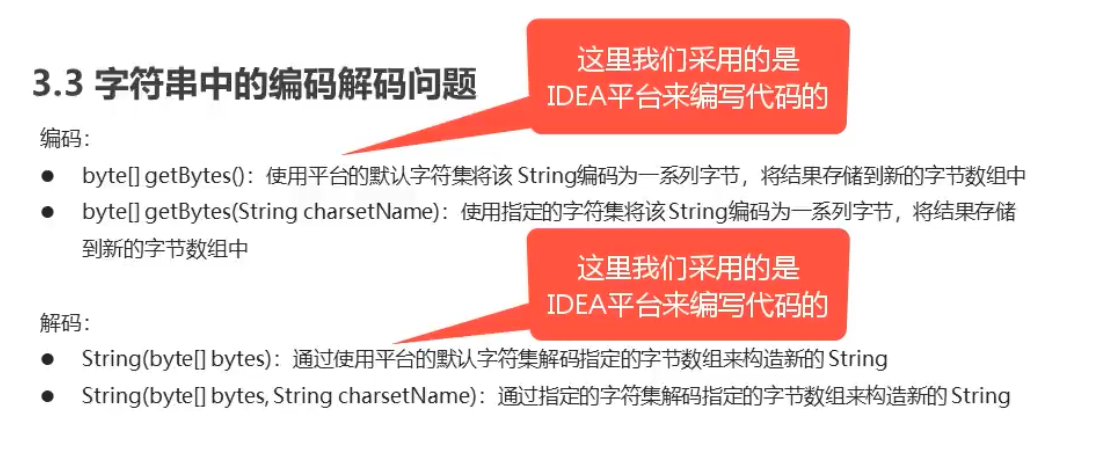 这里我们采用的是
IDEA平台来编写代码的
3.3 字符串中的编码解码问题
编码：
● byte[] getBytes()：使用平台的默认字符集将该 String编码为一系列字节，将结果存储到新的字节数组中
● byte[] getBytes(String charsetName)：使用指定的字符集将该String编码为一系列字节，将结果存储
到新的字节数组中
这里我们采用的是
IDEA平台来编写代码的
解码：
● String(byte[] bytes)：通过使用平台的默认字符集解码指定的字节数组来构造新的 String
● String(byte[] bytes, String charsetName)：通过指定的字符集解码指定的字节数组来构造新的 String